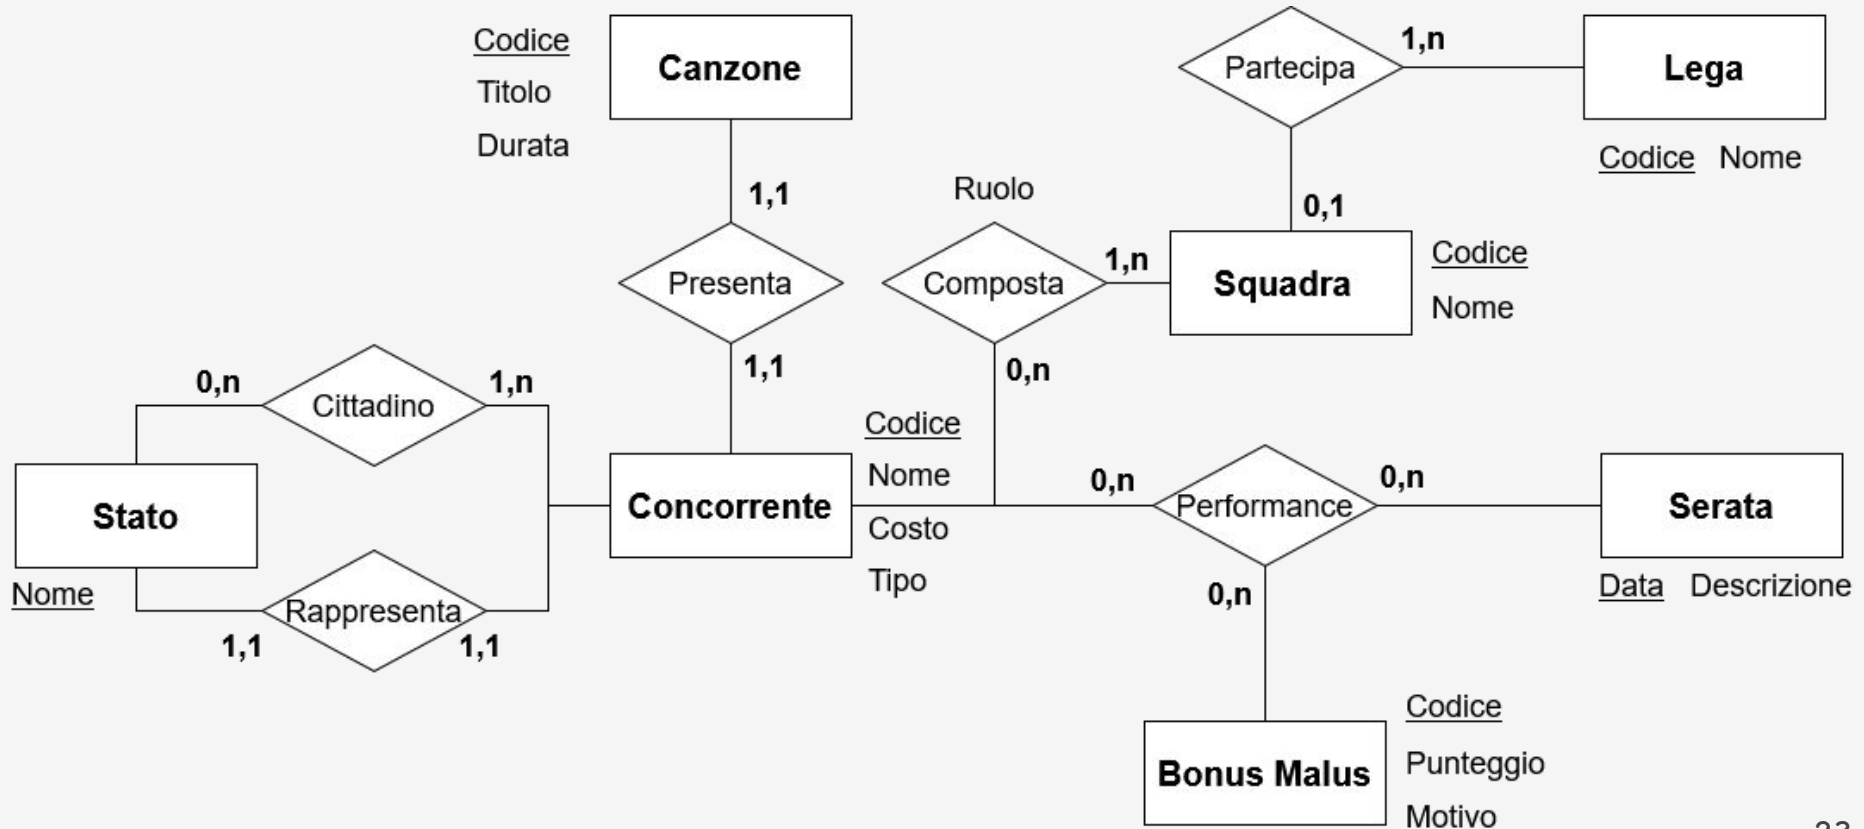 Codice
Titolo
Durata
Canzone
Partecipa
1,n
Lega
Codice Nome
1,1
Ruolo
0,1
Presenta
Composta
1,n
Squadra
Codice
Nome
1,1
0,n
0,n
Cittadino
1,n
Stato
Nome
1,1
Rappresenta
1,1
Concorrente
Codice
Nome
Costo
Tipo
0,n
Performance
0,n
Serata
Data Descrizione
0,n
Bonus Malus
Codice
Punteggio
Motivo